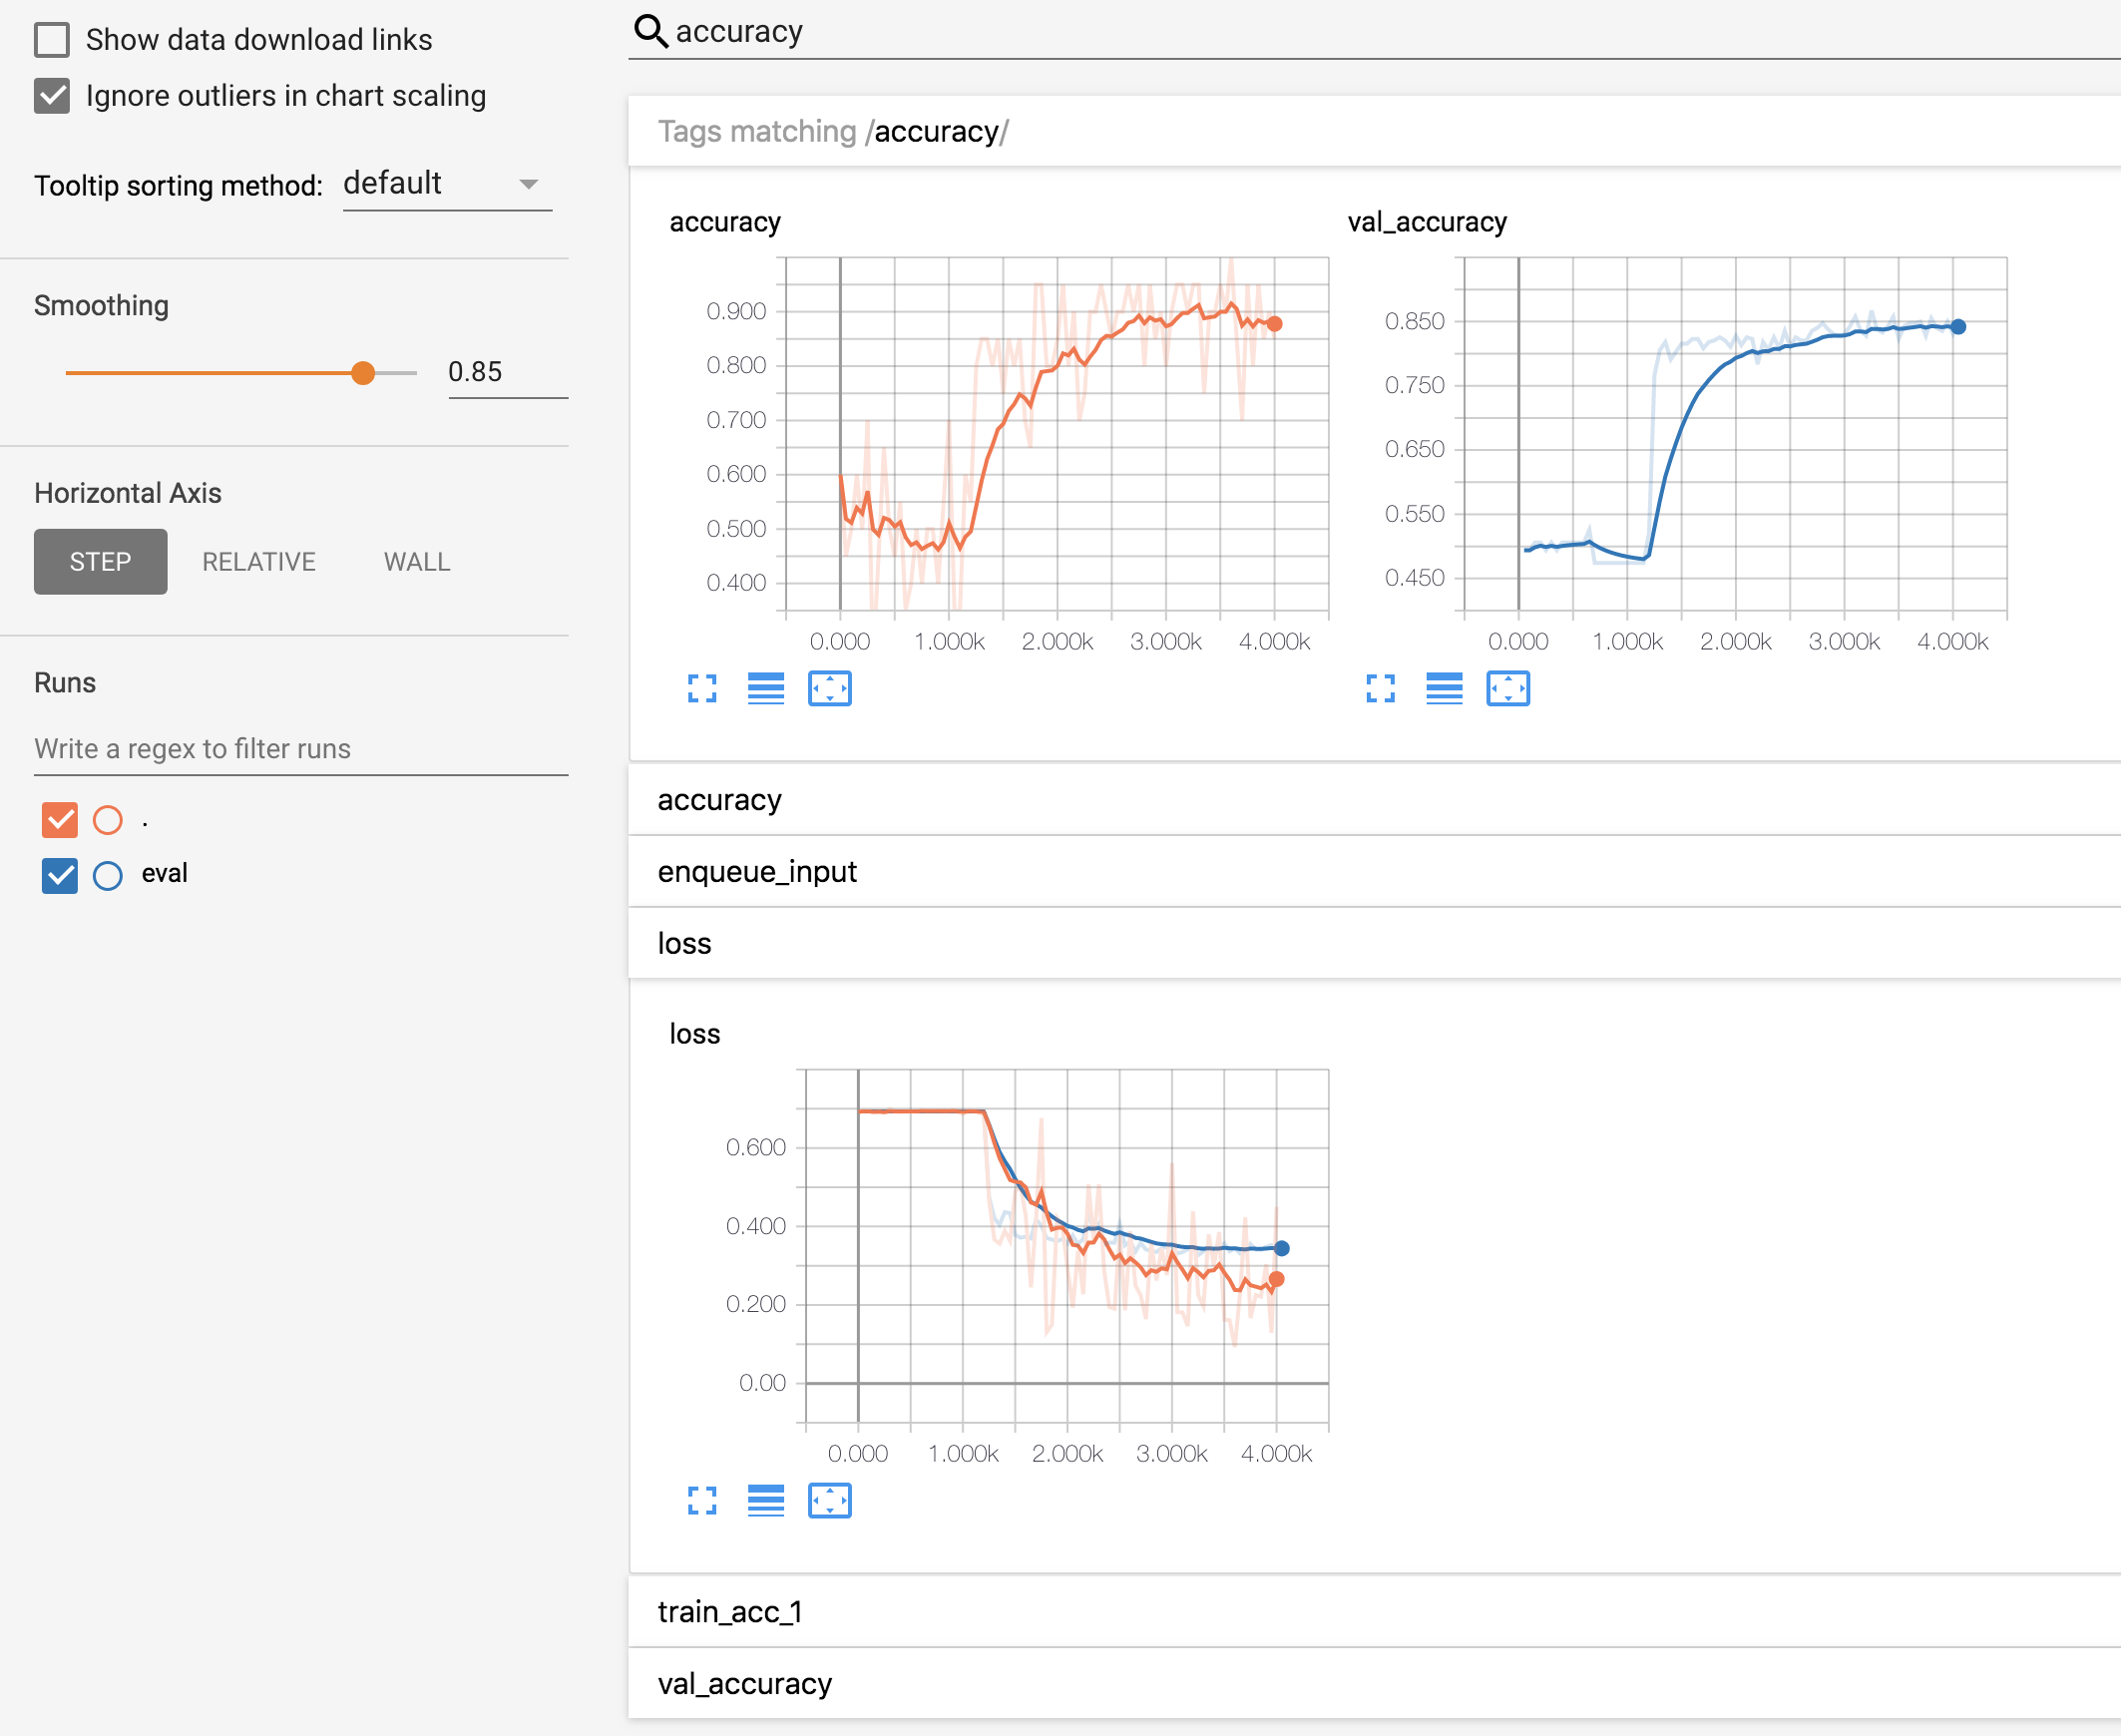 Show data download links
Ignore outliers in chart scaling
Tooltip sorting method: default
Smoothing
0.85
Horizontal Axis
STEP RELATIVE WALL
Runs
Write a regex to filter runs
.
eval
accuracy
Tags matching /accuracy/
accuracy
0.900
0.800
0.700
0.600
0.500
0.400
0.000 1.000k 2.000k 3.000k 4.000k
val_accuracy
0.850
0.750
0.650
0.550
0.450
0.000 1.000k 2.000k 3.000k 4.000k
accuracy
enqueue_input
loss
loss
0.600
0.400
0.200
0.00
0.000 1.000k 2.000k 3.000k 4.000k
train_acc_1
val_accuracy